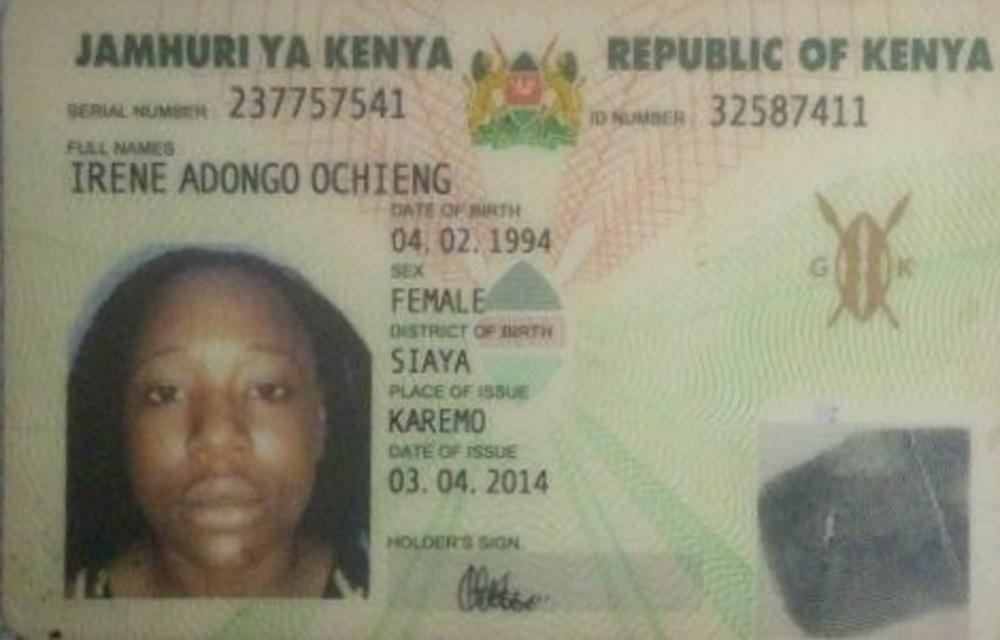 JAMHURI YA KENYA REPUBLIC OF KENYA
SERIAL NUMBER : 237757541 ID NUMBER : 32587411
FULL NAMES
IRENE ADONGO OCHIENG
DATE OF BIRTH
04. 02. 1994
SEX
FEMALE
G K
DISTRICT OF BIRTH
SIAYA
PLACE OF ISSUE
KAREMO
DATE OF ISSUE
03. 04. 2014
HOLDER'S SIGN.